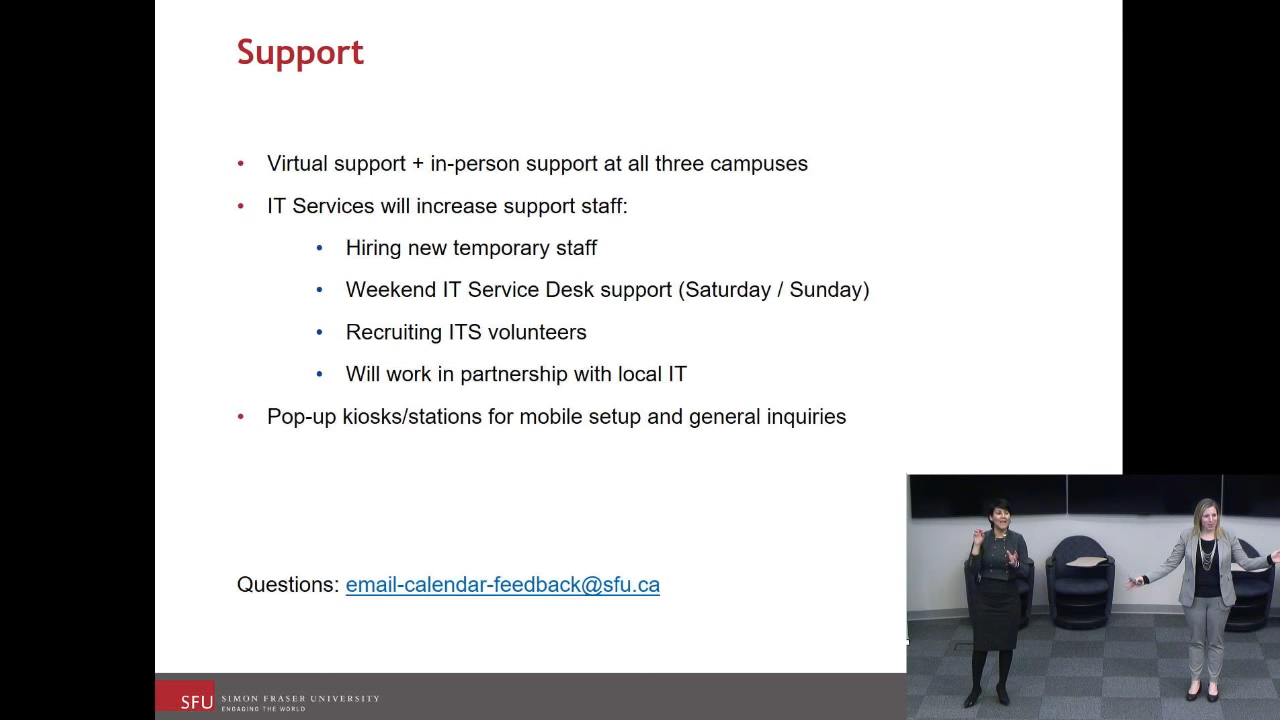 Support
• Virtual support + in-person support at all three campuses
• IT Services will increase support staff:
• Hiring new temporary staff
• Weekend IT Service Desk support (Saturday / Sunday)
• Recruiting ITS volunteers
• Will work in partnership with local IT
• Pop-up kiosks/stations for mobile setup and general inquiries
Questions: email-calendar-feedback@sfu.ca
SFU SIMON FRASER UNIVERSITY
ENGAGING THE WORLD